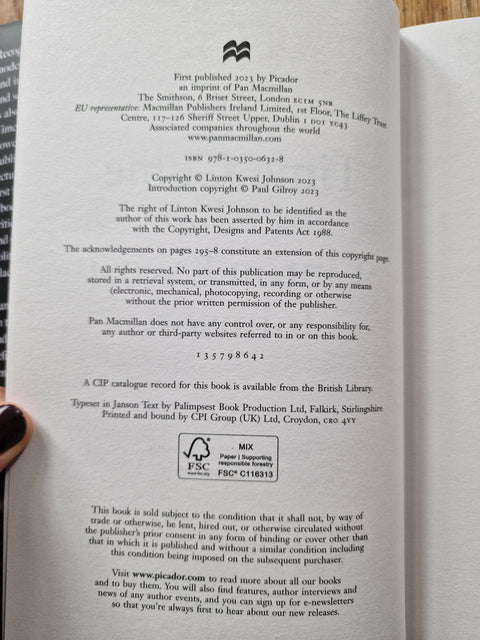 First published 2023 by Picador
an imprint of Pan Macmillan
The Smithson, 6 Briset Street, London EC1M 5NR
EU representative: Macmillan Publishers Ireland Limited, 1st Floor, The Liffey Trust
Centre, 117–126 Sheriff Street Upper, Dublin 1 D01 YC43
Associated companies throughout the world
www.panmacmillan.com
ISBN 978-1-0350-0632-8
Copyright © Linton Kwesi Johnson 2023
Introduction copyright © Paul Gilroy 2023
The right of Linton Kwesi Johnson to be identified as the
author of this work has been asserted by him in accordance
with the Copyright, Designs and Patents Act 1988.
The acknowledgements on pages 295–8 constitute an extension of this copyright page.
All rights reserved. No part of this publication may be reproduced,
stored in a retrieval system, or transmitted, in any form, or by any means
(electronic, mechanical, photocopying, recording or otherwise
without the prior written permission of the publisher.
Pan Macmillan does not have any control over, or any responsibility for,
any author or third-party websites referred to in or on this book.
1 3 5 7 9 8 6 4 2
A CIP catalogue record for this book is available from the British Library.
Typeset in Janson Text by Palimpsest Book Production Ltd, Falkirk, Stirlingshire
Printed and bound by CPI Group (UK) Ltd, Croydon, CR0 4YY
FSC
www.fsc.org
MIX
Paper | Supporting
responsible forestry
FSC® C116313
This book is sold subject to the condition that it shall not, by way of
trade or otherwise, be lent, hired out, or otherwise circulated without
the publisher's prior consent in any form of binding or cover other than
that in which it is published and without a similar condition including
this condition being imposed on the subsequent purchaser.
Visit www.picador.com to read more about all our books
and to buy them. You will also find features, author interviews and
news of any author events, and you can sign up for e-newsletters
so that you're always first to hear about our new releases.